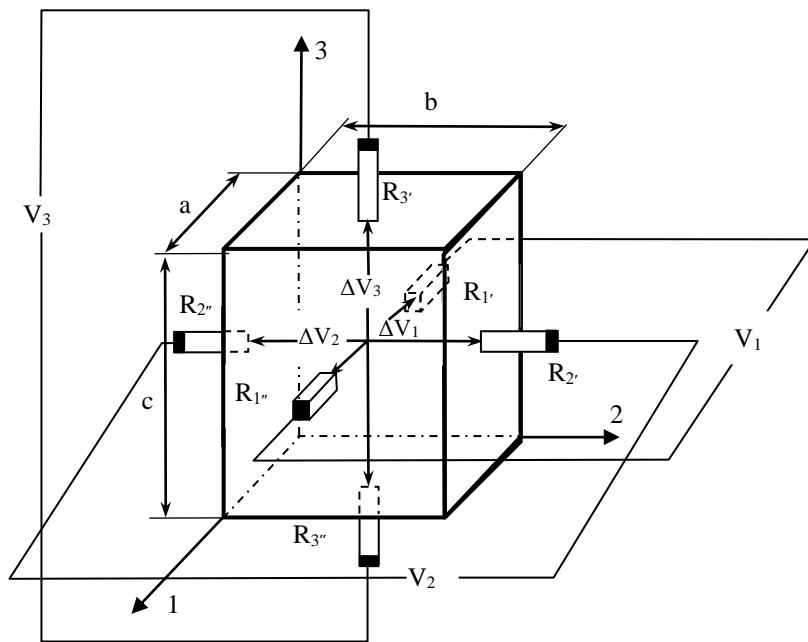 3
b
R3′
a
V3
ΔV3
R1′
R2″
ΔV1
ΔV2
V1
R2′
R1″
c
2
R3″
V2
1